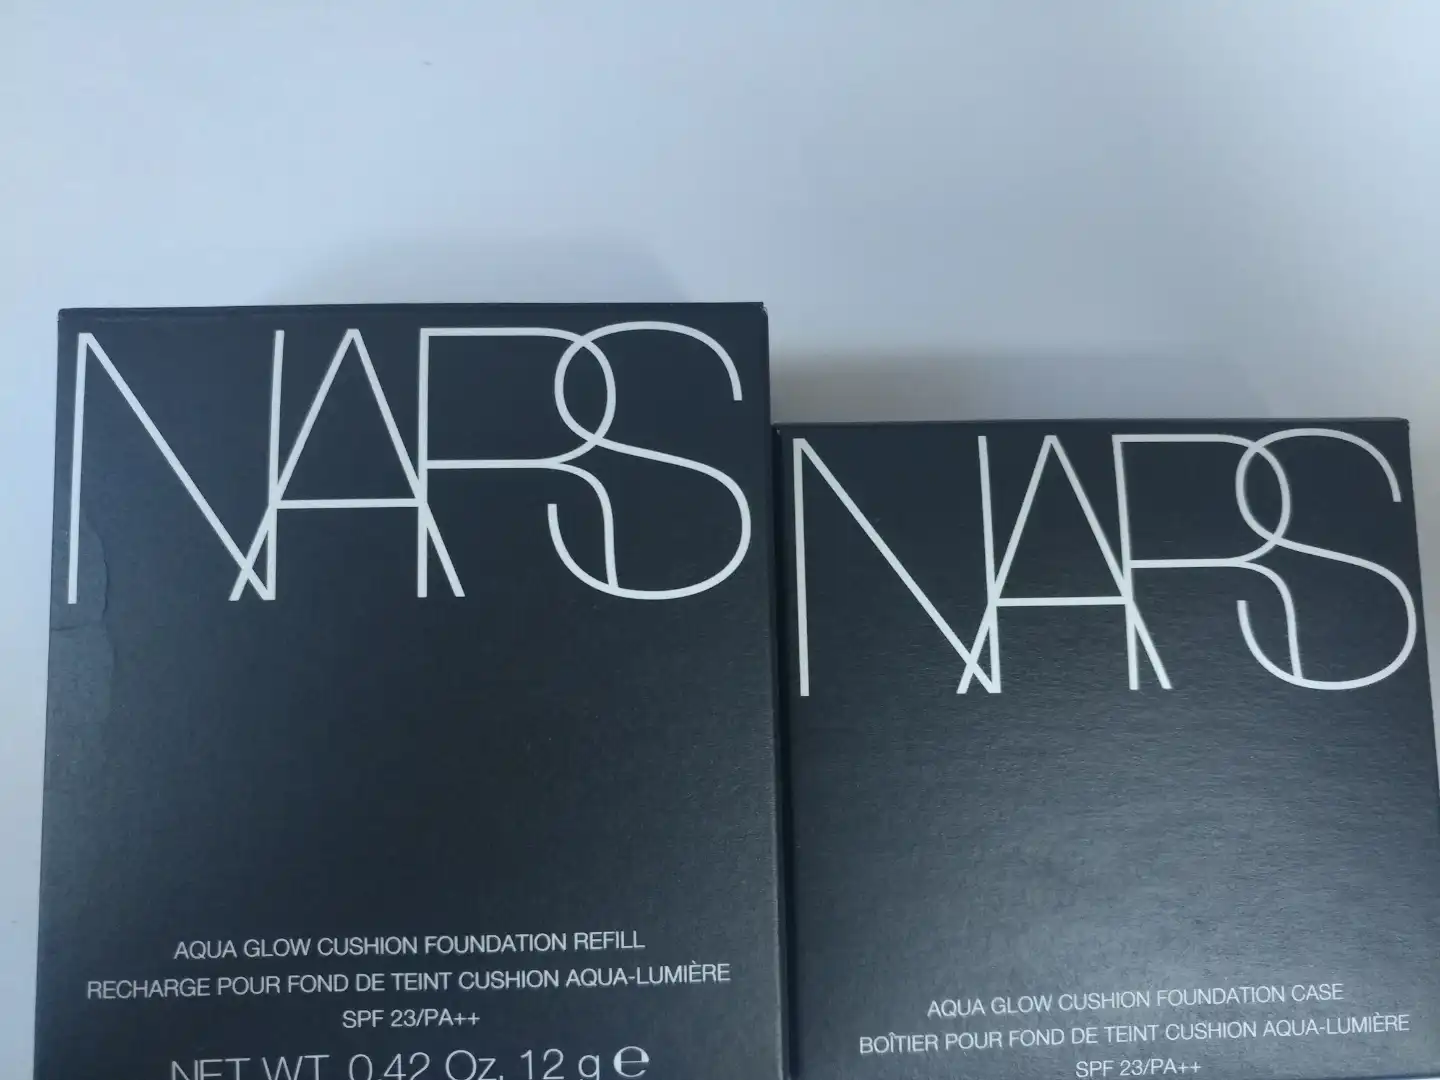 NARS
AQUA GLOW CUSHION FOUNDATION REFILL
RECHARGE POUR FOND DE TEINT CUSHION AQUA-LUMIÈRE
SPF 23/PA++
NET WT. 0.42 Oz. 12 g ℮
NARS
AQUA GLOW CUSHION FOUNDATION CASE
BOÎTIER POUR FOND DE TEINT CUSHION AQUA-LUMIÈRE
SPF 23/PA++